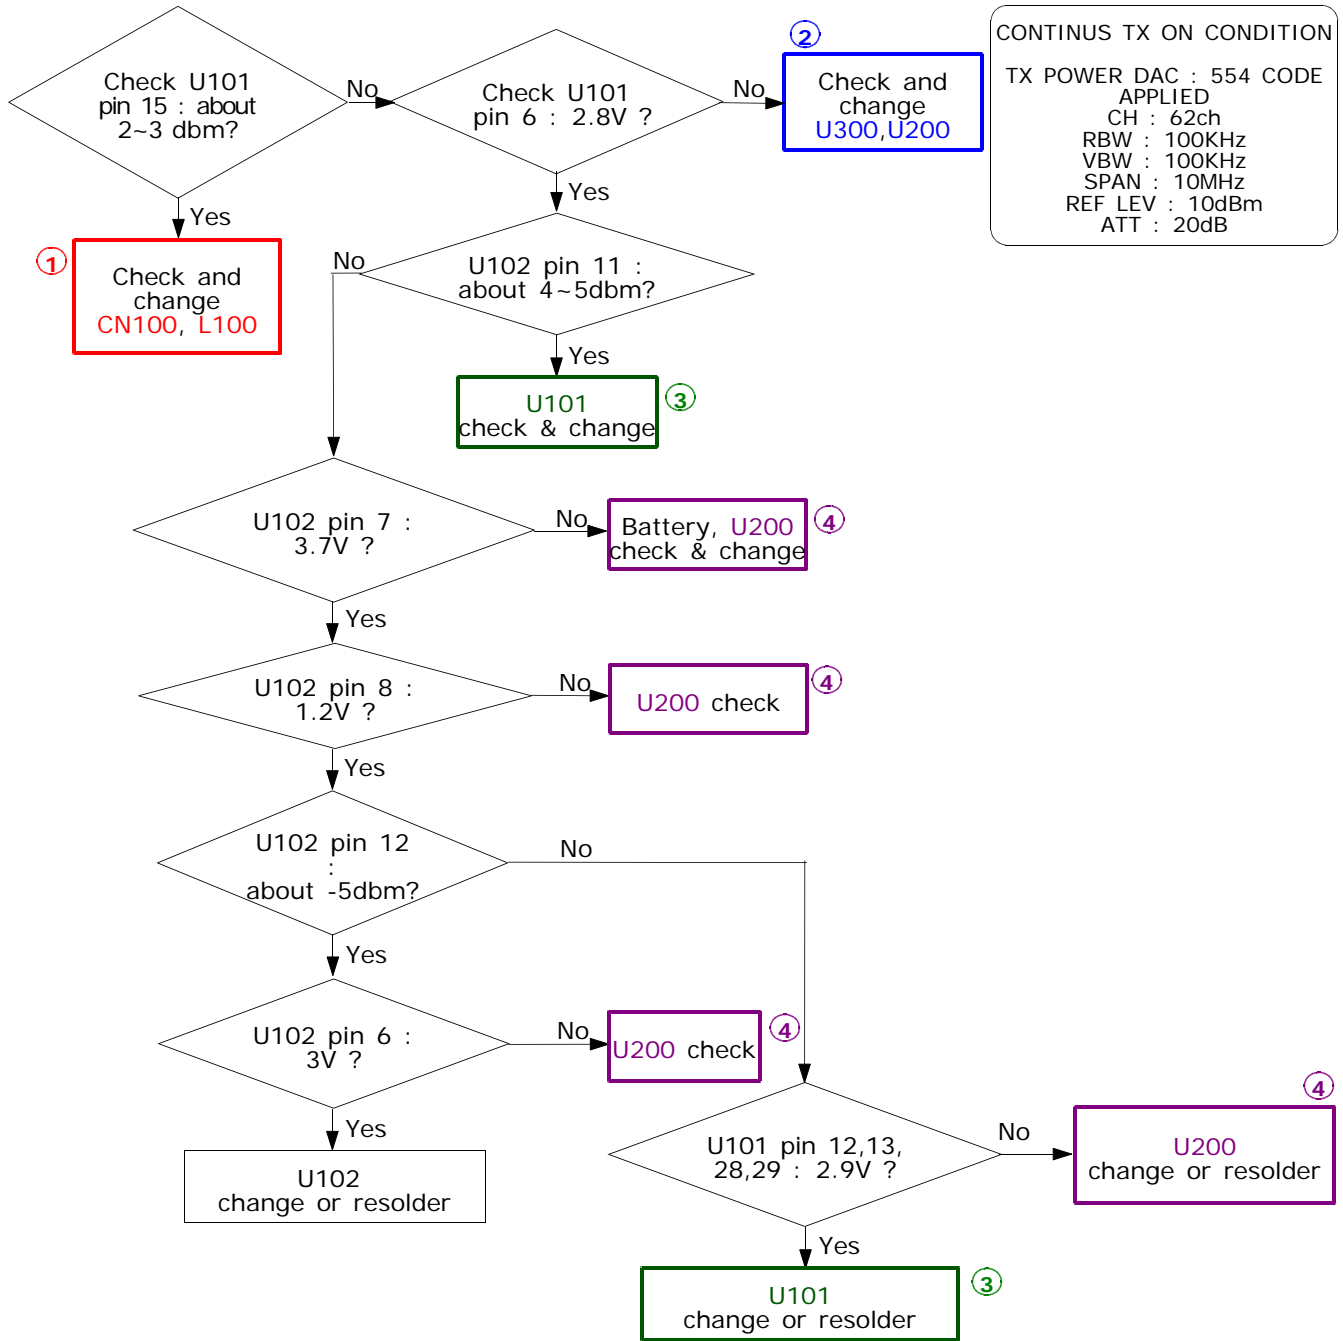 Check U101
pin 15 : about
2~3 dbm?
No
Check U101
pin 6 : 2.8V ?
No
2
Check and
change
U300,U200
CONTINUS TX ON CONDITION
TX POWER DAC : 554 CODE
APPLIED
CH : 62ch
RBW : 100KHz
VBW : 100KHz
SPAN : 10MHz
REF LEV : 10dBm
ATT : 20dB
Yes
1
Check and
change
CN100, L100
Yes
No
U102 pin 11 :
about 4~5dbm?
Yes
U101
check & change
3
U102 pin 7 :
3.7V ?
No
Battery, U200
check & change
4
Yes
U102 pin 8 :
1.2V ?
No
U200 check
4
Yes
U102 pin 12
:
about -5dbm?
No
Yes
U102 pin 6 :
3V ?
No
U200 check
4
Yes
U102
change or resolder
U101 pin 12,13,
28,29 : 2.9V ?
No
4
U200
change or resolder
Yes
U101
change or resolder
3